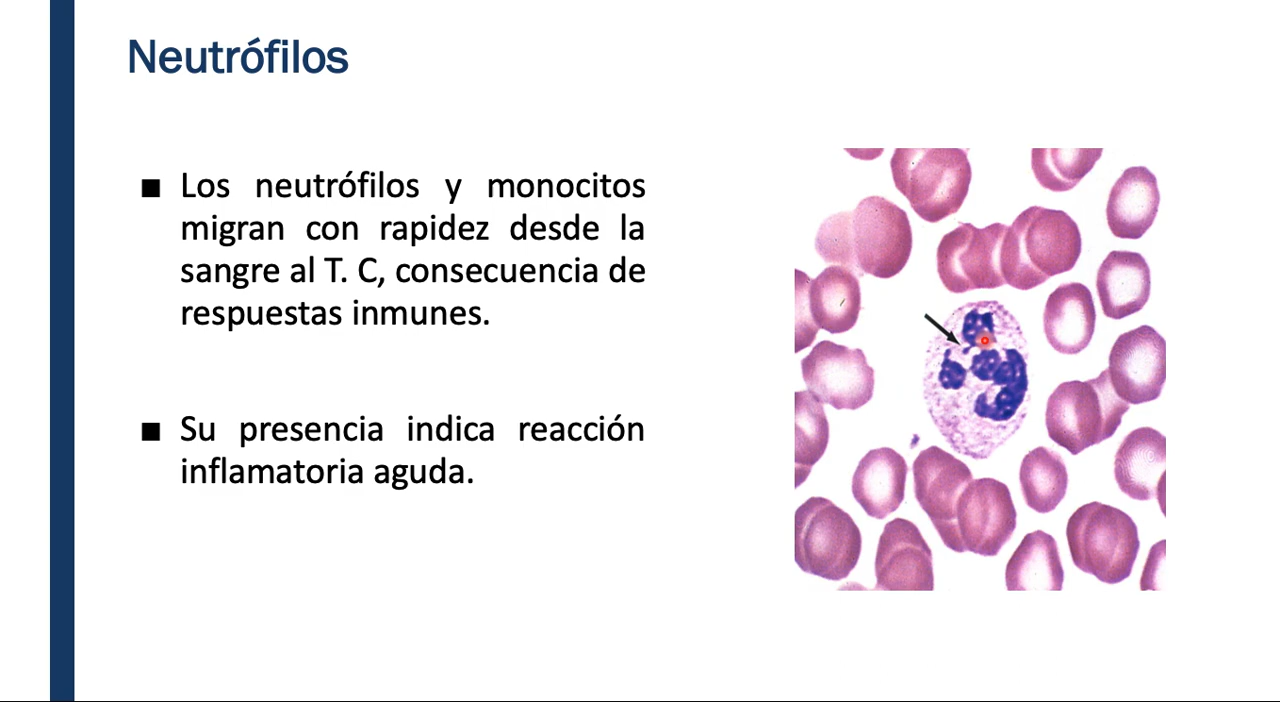 Neutrófilos
■ Los neutrófilos y monocitos
migran con rapidez desde la
sangre al T. C, consecuencia de
respuestas inmunes.
■ Su presencia indica reacción
inflamatoria aguda.